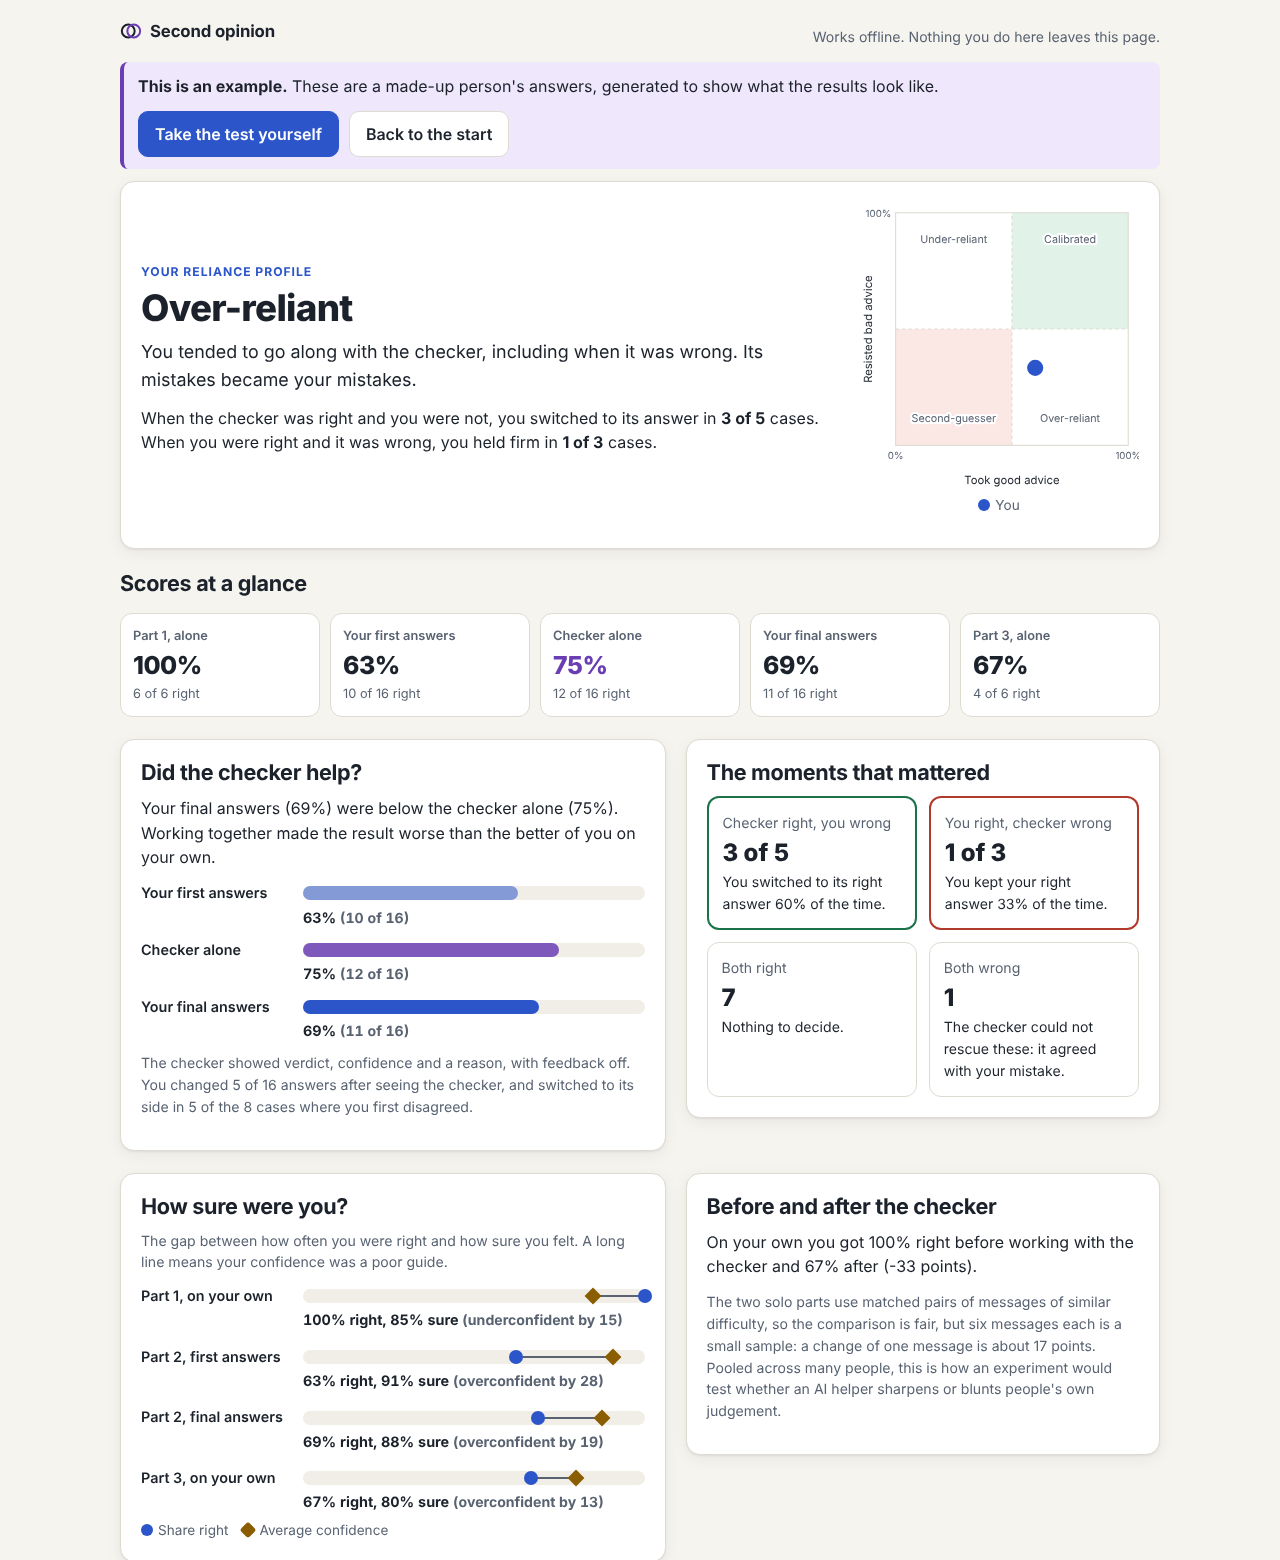 Second opinion
Works offline. Nothing you do here leaves this page.
This is an example. These are a made-up person's answers, generated to show what the results look like.
Take the test yourself
Back to the start
YOUR RELIANCE PROFILE
Over-reliant
You tended to go along with the checker, including when it was wrong. Its
mistakes became your mistakes.
When the checker was right and you were not, you switched to its answer in 3 of 5 cases.
When you were right and it was wrong, you held firm in 1 of 3 cases.
100%
Under-reliant
Calibrated
Resisted bad advice
Second-guesser
Over-reliant
0%
100%
Took good advice
You
Scores at a glance
Part 1, alone
100%
6 of 6 right
Your first answers
63%
10 of 16 right
Checker alone
75%
12 of 16 right
Your final answers
69%
11 of 16 right
Part 3, alone
67%
4 of 6 right
Did the checker help?
Your final answers (69%) were below the checker alone (75%).
Working together made the result worse than the better of you on
your own.
Your first answers
63% (10 of 16)
Checker alone
75% (12 of 16)
Your final answers
69% (11 of 16)
The checker showed verdict, confidence and a reason, with feedback off.
You changed 5 of 16 answers after seeing the checker, and switched to its
side in 5 of the 8 cases where you first disagreed.
The moments that mattered
Checker right, you wrong
3 of 5
You switched to its right
answer 60% of the time.
You right, checker wrong
1 of 3
You kept your right
answer 33% of the time.
Both right
7
Nothing to decide.
Both wrong
1
The checker could not
rescue these: it agreed
with your mistake.
How sure were you?
The gap between how often you were right and how sure you felt. A long
line means your confidence was a poor guide.
Part 1, on your own
100% right, 85% sure (underconfident by 15)
Part 2, first answers
63% right, 91% sure (overconfident by 28)
Part 2, final answers
69% right, 88% sure (overconfident by 19)
Part 3, on your own
67% right, 80% sure (overconfident by 13)
Share right
Average confidence
Before and after the checker
On your own you got 100% right before working with the
checker and 67% after (-33 points).
The two solo parts use matched pairs of messages of similar
difficulty, so the comparison is fair, but six messages each is a
small sample: a change of one message is about 17 points.
Pooled across many people, this is how an experiment would
test whether an AI helper sharpens or blunts people's own
judgement.